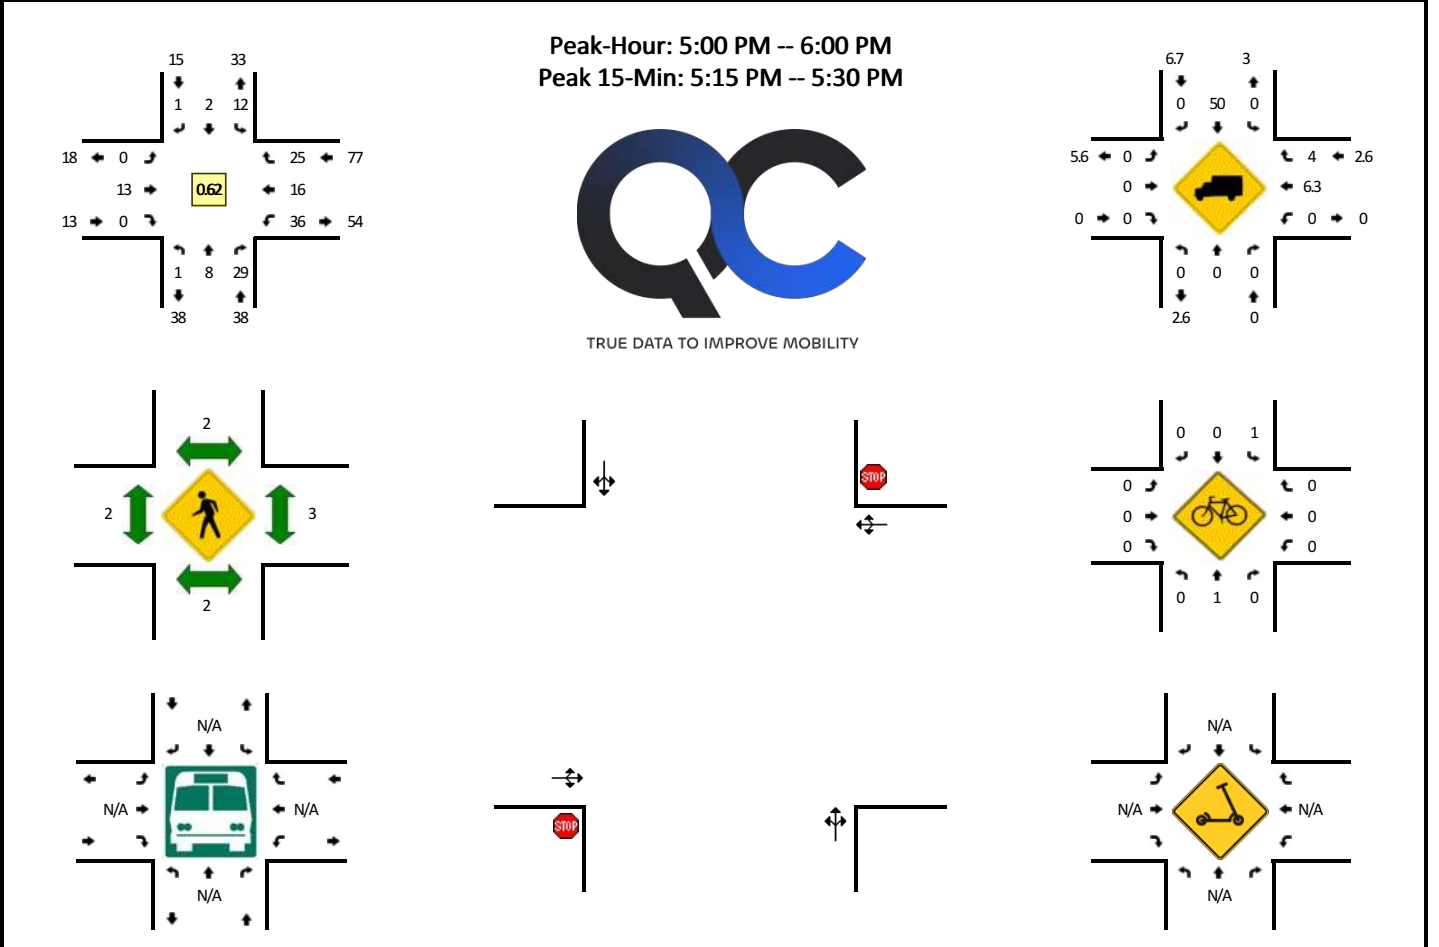 Peak-Hour: 5:00 PM -- 6:00 PM
Peak 15-Min: 5:15 PM -- 5:30 PM
15 33
1 2 12
18 0 25 77
13 0.62 16
13 0 36 54
1 8 29
38 38
QC
TRUE DATA TO IMPROVE MOBILITY
6.7 3
0 50 0
5.6 0 4 2.6
0 6.3
0 0 0 0
0 0 0
2.6 0
2
2 3
2
STOP
STOP
0 0 1
0 0
0 0
0 0
0 1 0
N/A
N/A N/A
N/A
N/A
N/A N/A
N/A